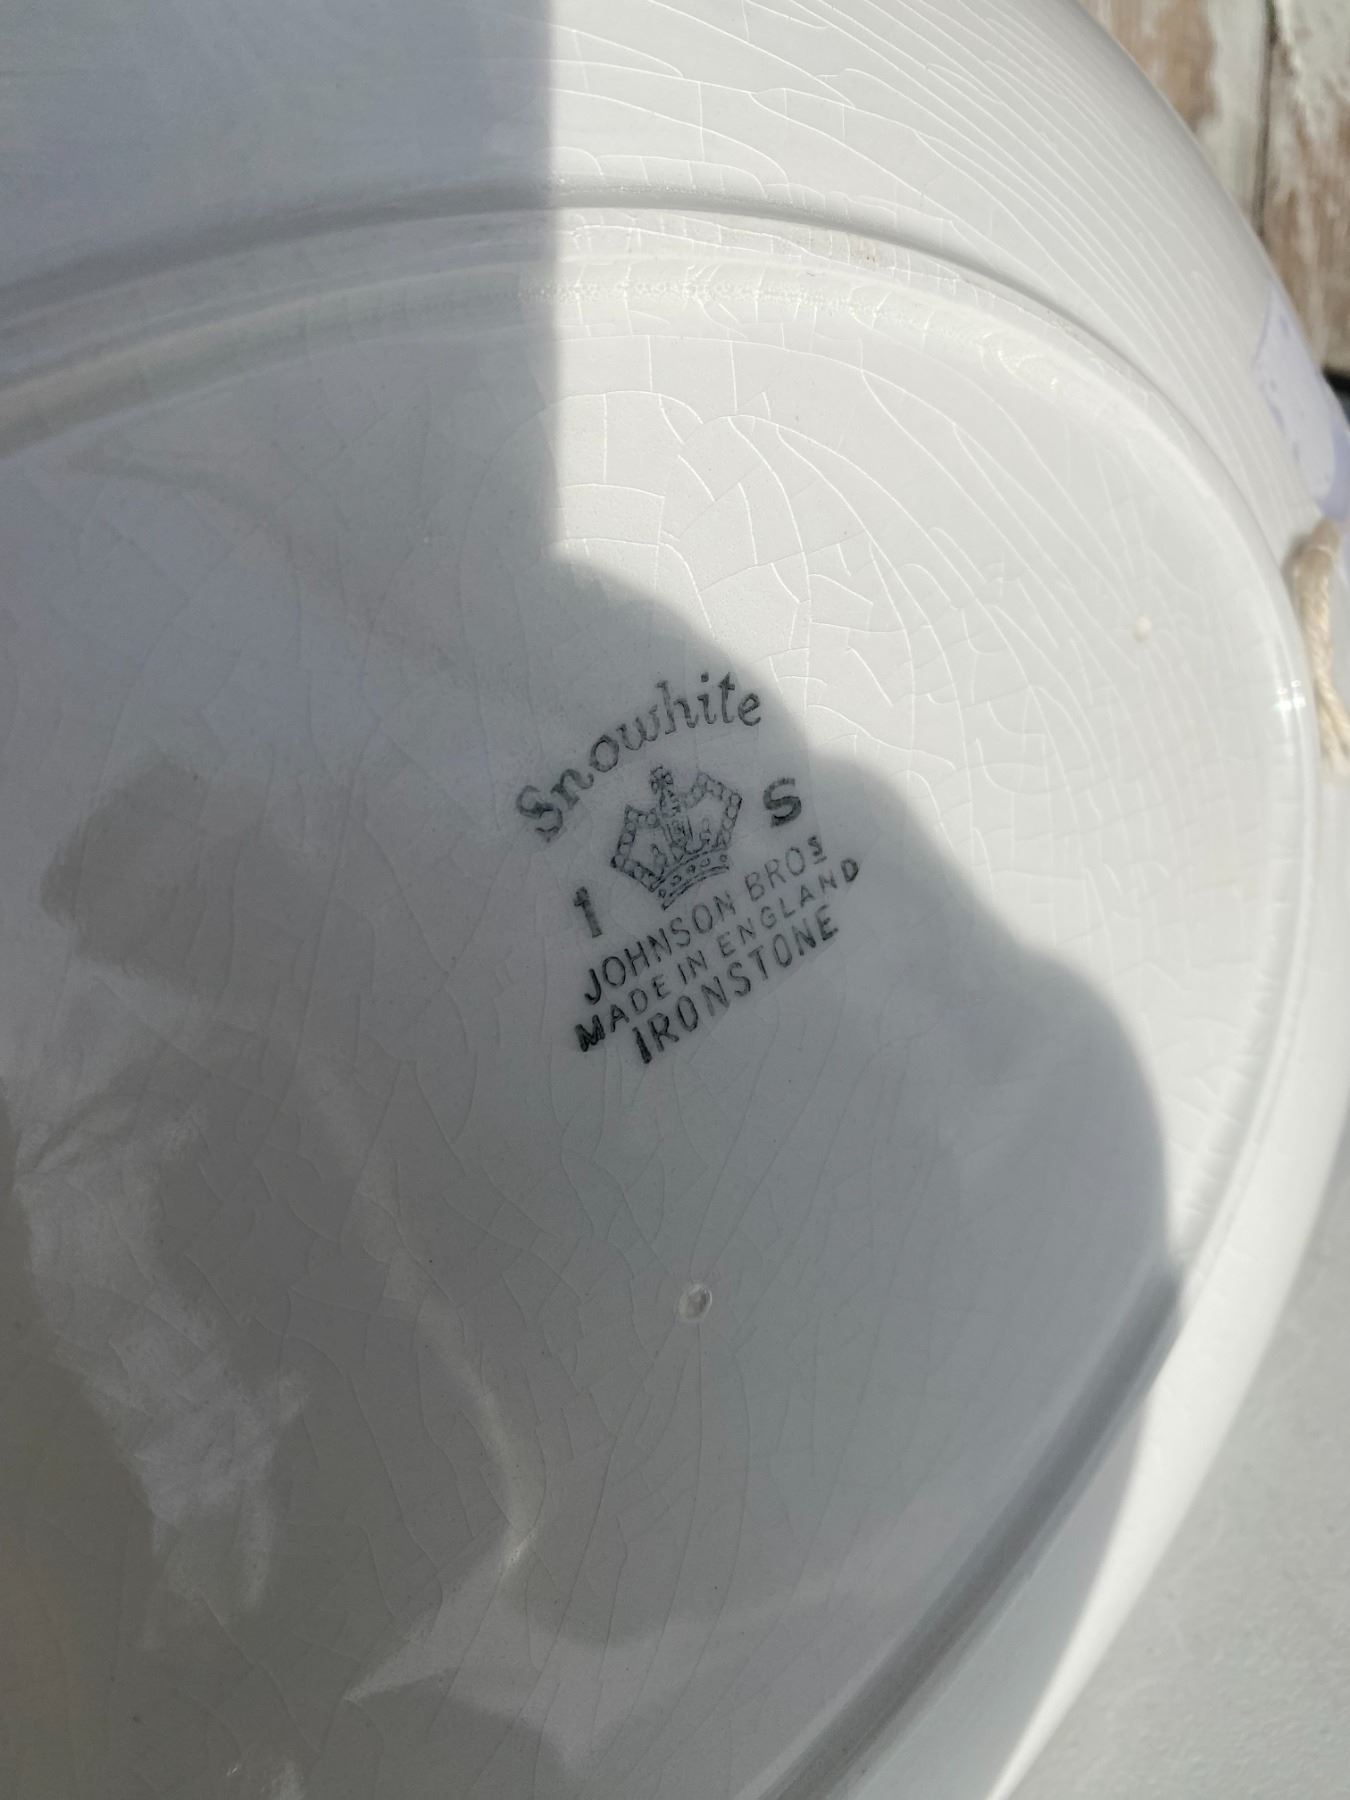 Snowhite
1 S
JOHNSON BROS
MADE IN ENGLAND
IRONSTONE